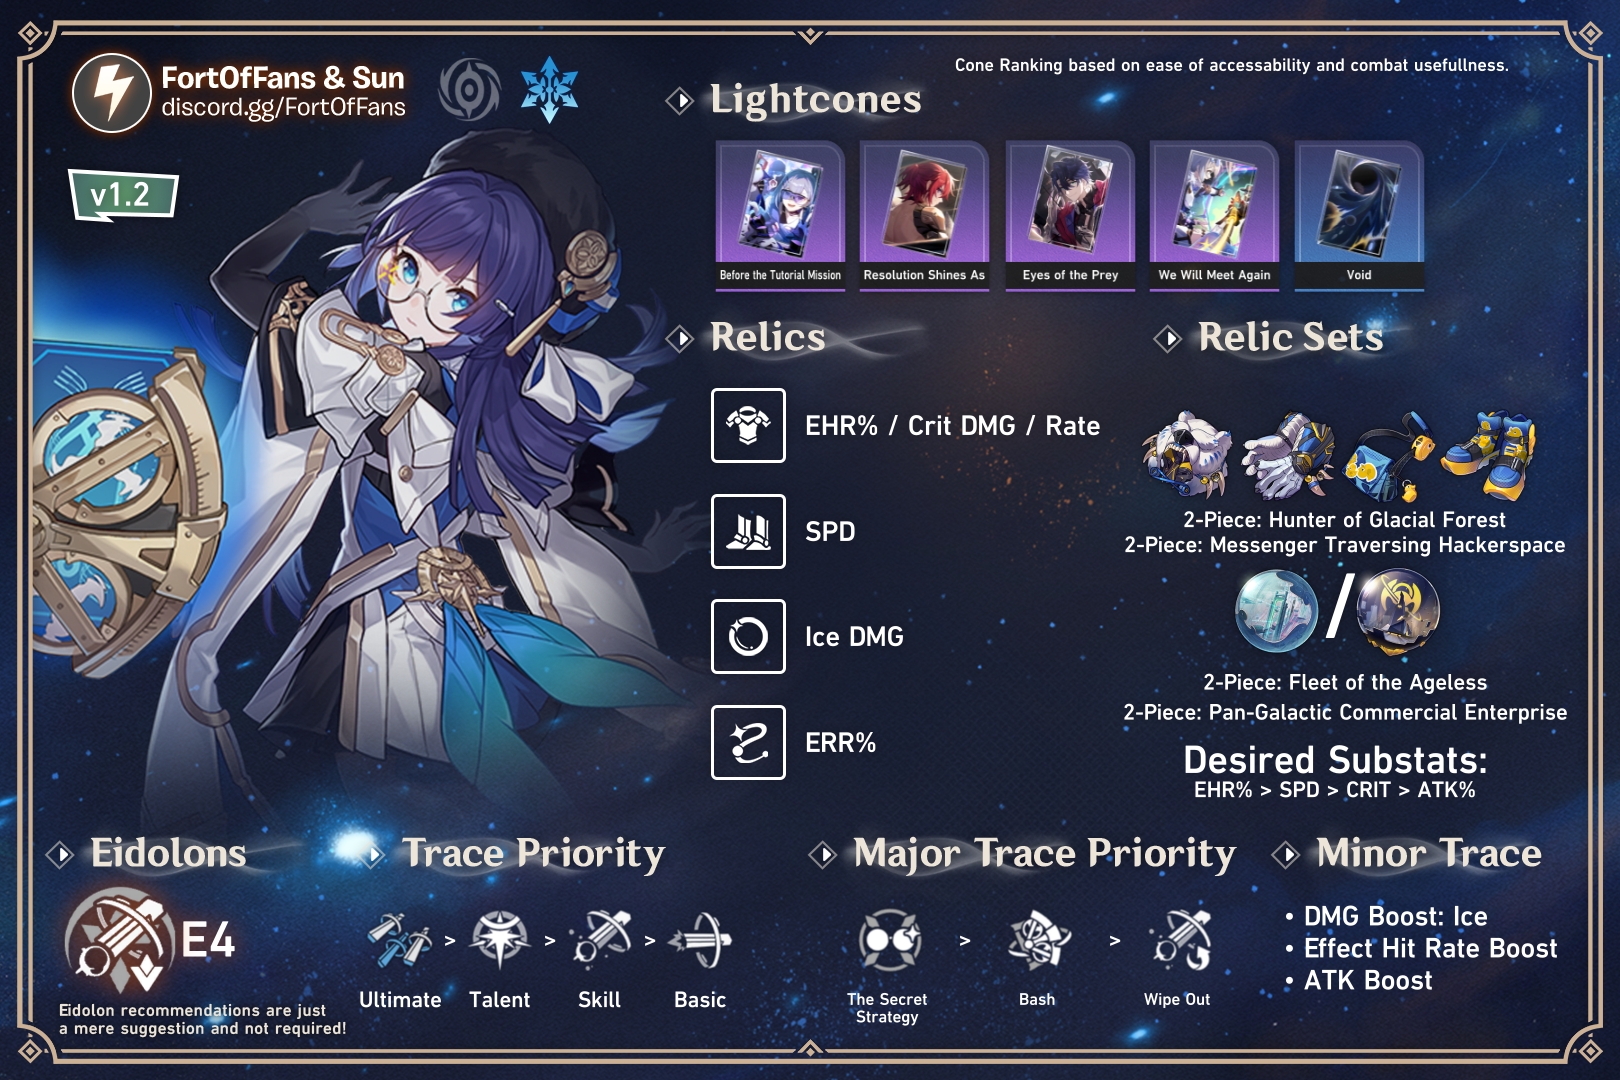 FortOfFans & Sun
discord.gg/FortOfFans
v1.2
Cone Ranking based on ease of accessability and combat usefullness.
Lightcones
Before the Tutorial Mission
Resolution Shines As
Eyes of the Prey
We Will Meet Again
Void
Relics
EHR% / Crit DMG / Rate
SPD
Ice DMG
ERR%
Relic Sets
2-Piece: Hunter of Glacial Forest
2-Piece: Messenger Traversing Hackerspace
/
2-Piece: Fleet of the Ageless
2-Piece: Pan-Galactic Commercial Enterprise
Desired Substats:
EHR% > SPD > CRIT > ATK%
Eidolons
E4
Eidolon recommendations are just
a mere suggestion and not required!
Trace Priority
> > >
Ultimate Talent Skill Basic
Major Trace Priority
> >
The Secret
Strategy
Bash
Wipe Out
Minor Trace
• DMG Boost: Ice
• Effect Hit Rate Boost
• ATK Boost